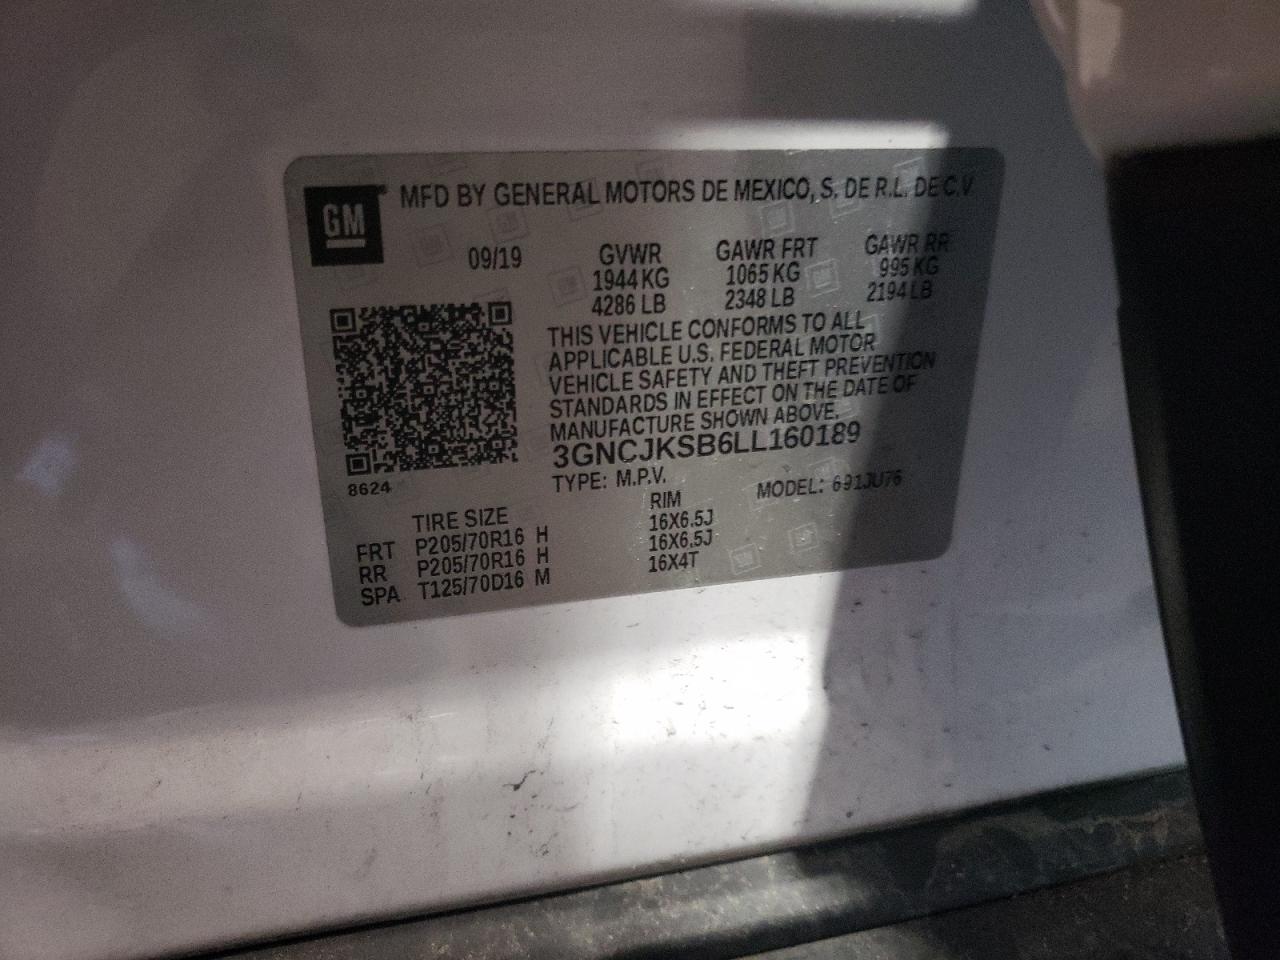 GM
MFD BY GENERAL MOTORS DE MEXICO, S. DE R.L. DE C.V
09/19
GVWR GAWR FRT GAWR RR
1944 KG 1065 KG 995 KG
4286 LB 2348 LB 2194 LB
THIS VEHICLE CONFORMS TO ALL
APPLICABLE U.S. FEDERAL MOTOR
VEHICLE SAFETY AND THEFT PREVENTION
STANDARDS IN EFFECT ON THE DATE OF
MANUFACTURE SHOWN ABOVE.
3GNCJKSB6LL160189
8624
TYPE: M.P.V. MODEL: 691JU76
TIRE SIZE RIM
FRT P205/70R16 H 16X6.5J
RR P205/70R16 H 16X6.5J
SPA T125/70D16 M 16X4T